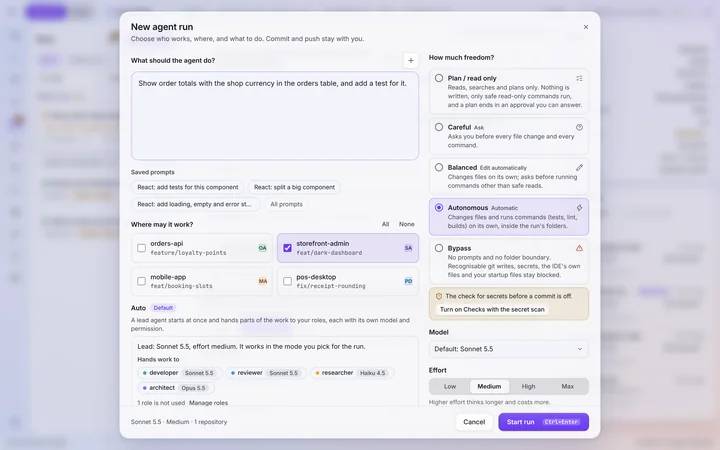 New agent run
Choose who works, where, and what to do. Commit and push stay with you.
What should the agent do?
Show order totals with the shop currency in the orders table, and add a test for it.
Saved prompts
React: add tests for this component
React: split a big component
React: add loading, empty and error st...
All prompts
Where may it work?
All
None
orders-api
feature/loyalty-points
OA
storefront-admin
feat/dark-dashboard
SA
mobile-app
feat/booking-slots
MA
pos-desktop
fix/receipt-rounding
PD
Auto
Default
A lead agent starts at once and hands parts of the work to your roles, each with its own model and
permission.
Lead: Sonnet 5.5, effort medium. It works in the mode you pick for the run.
Hands work to
developer Sonnet 5.5
reviewer Sonnet 5.5
researcher Haiku 4.5
architect Opus 5.5
1 role is not used Manage roles
How much freedom?
Plan / read only
Reads, searches and plans only. Nothing is
written, only safe read-only commands run,
and a plan ends in an approval you can answer.
Careful Ask
Asks you before every file change and every
command.
Balanced Edit automatically
Changes files on its own; asks before running
commands other than safe reads.
Autonomous Automatic
Changes files and runs commands (tests, lint,
builds) on its own, inside the run's folders.
Bypass
No prompts and no folder boundary.
Recognisable git writes, secrets, the IDE's own
files and your startup files stay blocked.
The check for secrets before a commit is off.
Turn on Checks with the secret scan
Model
Default: Sonnet 5.5
Effort
Low
Medium
High
Max
Higher effort thinks longer and costs more.
Sonnet 5.5 · Medium · 1 repository
Cancel
Start run Ctrl+Enter